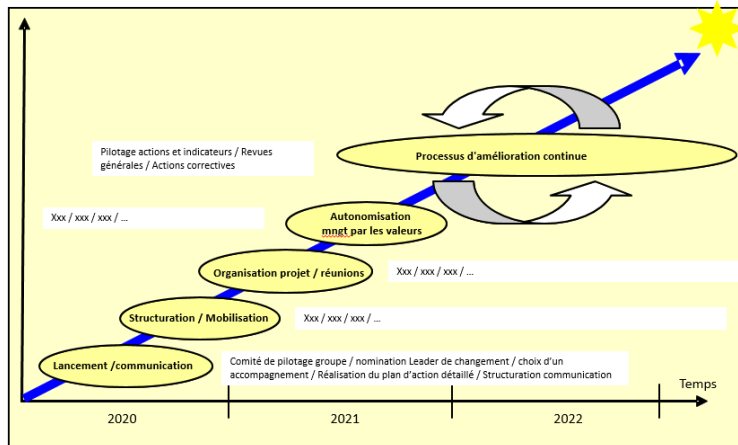 Pilotage actions et indicateurs / Revues
générales / Actions correctives
Processus d'amélioration continue
Xxx / xxx / xxx / ...
Autonomisation
mngt par les valeurs
Organisation projet / réunions
Xxx / xxx / xxx / ...
Structuration / Mobilisation
Xxx / xxx / xxx / ...
Lancement /communication
Comité de pilotage groupe / nomination Leader de changement / choix d'un
accompagnement / Réalisation du plan d'action détaillé / Structuration communication
Temps
2020
2021
2022